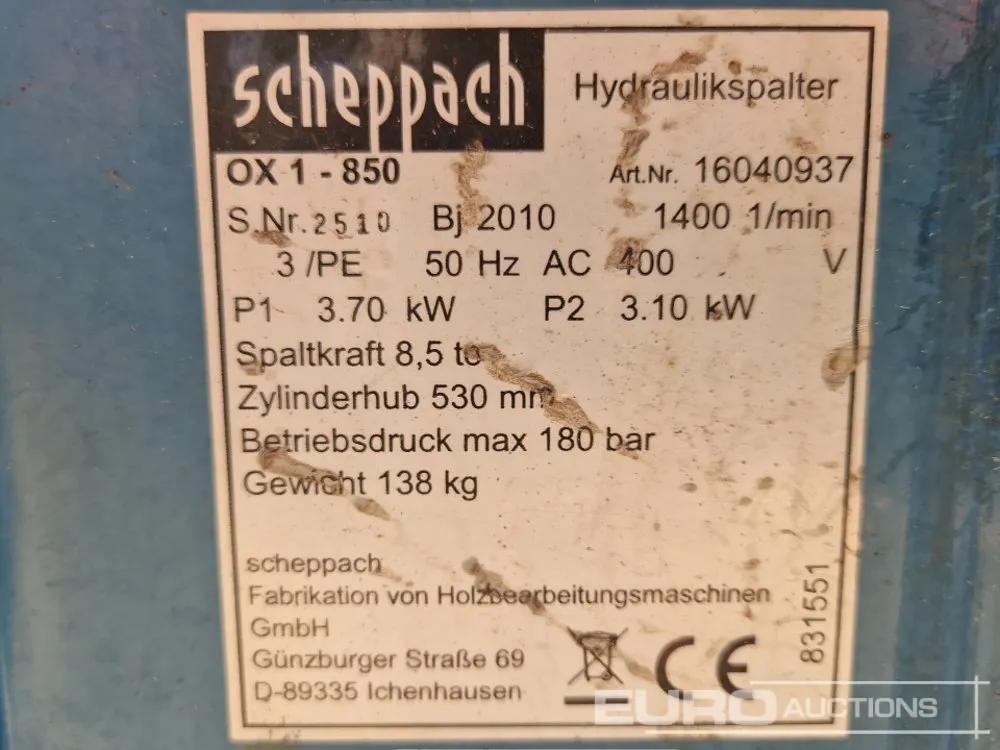 scheppach Hydraulikspalter
OX 1 - 850 Art.Nr. 16040937
S.Nr. 2510 Bj 2010 1400 1/min
3 /PE 50 Hz AC 400 V
P1 3.70 kW P2 3.10 kW
Spaltkraft 8,5 to
Zylinderhub 530 mm
Betriebsdruck max 180 bar
Gewicht 138 kg
scheppach
Fabrikation von Holzbearbeitungsmaschinen
GmbH
Günzburger Straße 69
D-89335 Ichenhausen
CE
831551
EURO AUCTIONS